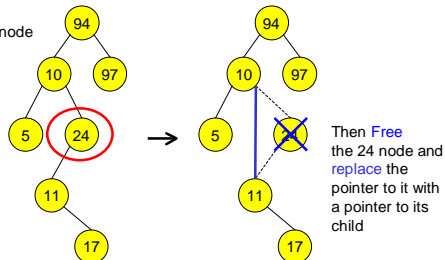 node
94
10
97
5
24
11
17
94
10
97
5
24
11
17
Then Free
the 24 node and
replace the
pointer to it with
a pointer to its
child